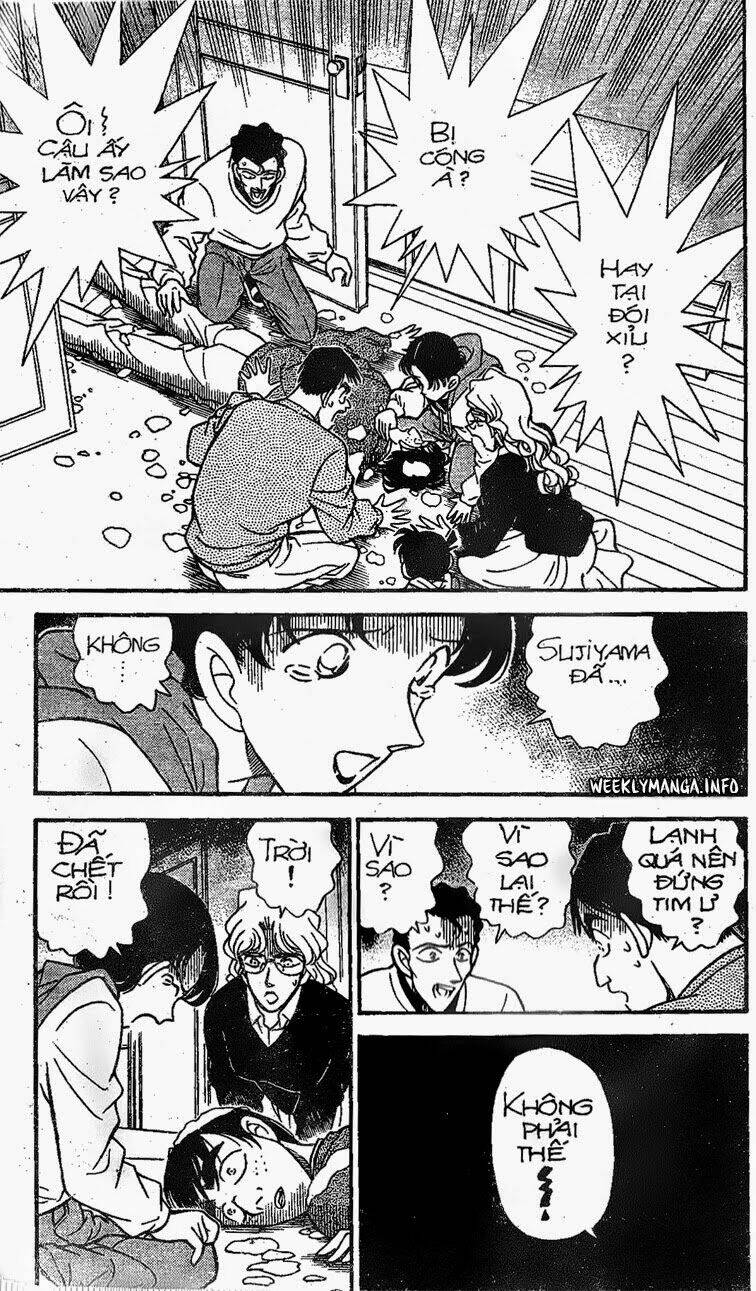 ÔI
CẬU ẤY
LÀM SAO
VẬY?
BỊ
CÓNG
À?
HAY
TẠI
ĐÓI
XỈU
?
KHÔNG
...
SUJIYAMA
ĐÃ...
WEEKLYMANGA.INFO
ĐÃ
CHẾT
RỒI!
TRỜI
!
VÌ
SAO
?
VÌ
SAO
LẠI
THẾ?
LẠNH
QUÁ NÊN
ĐỨNG
TIM Ư
?
KHÔNG
PHẢI
THẾ